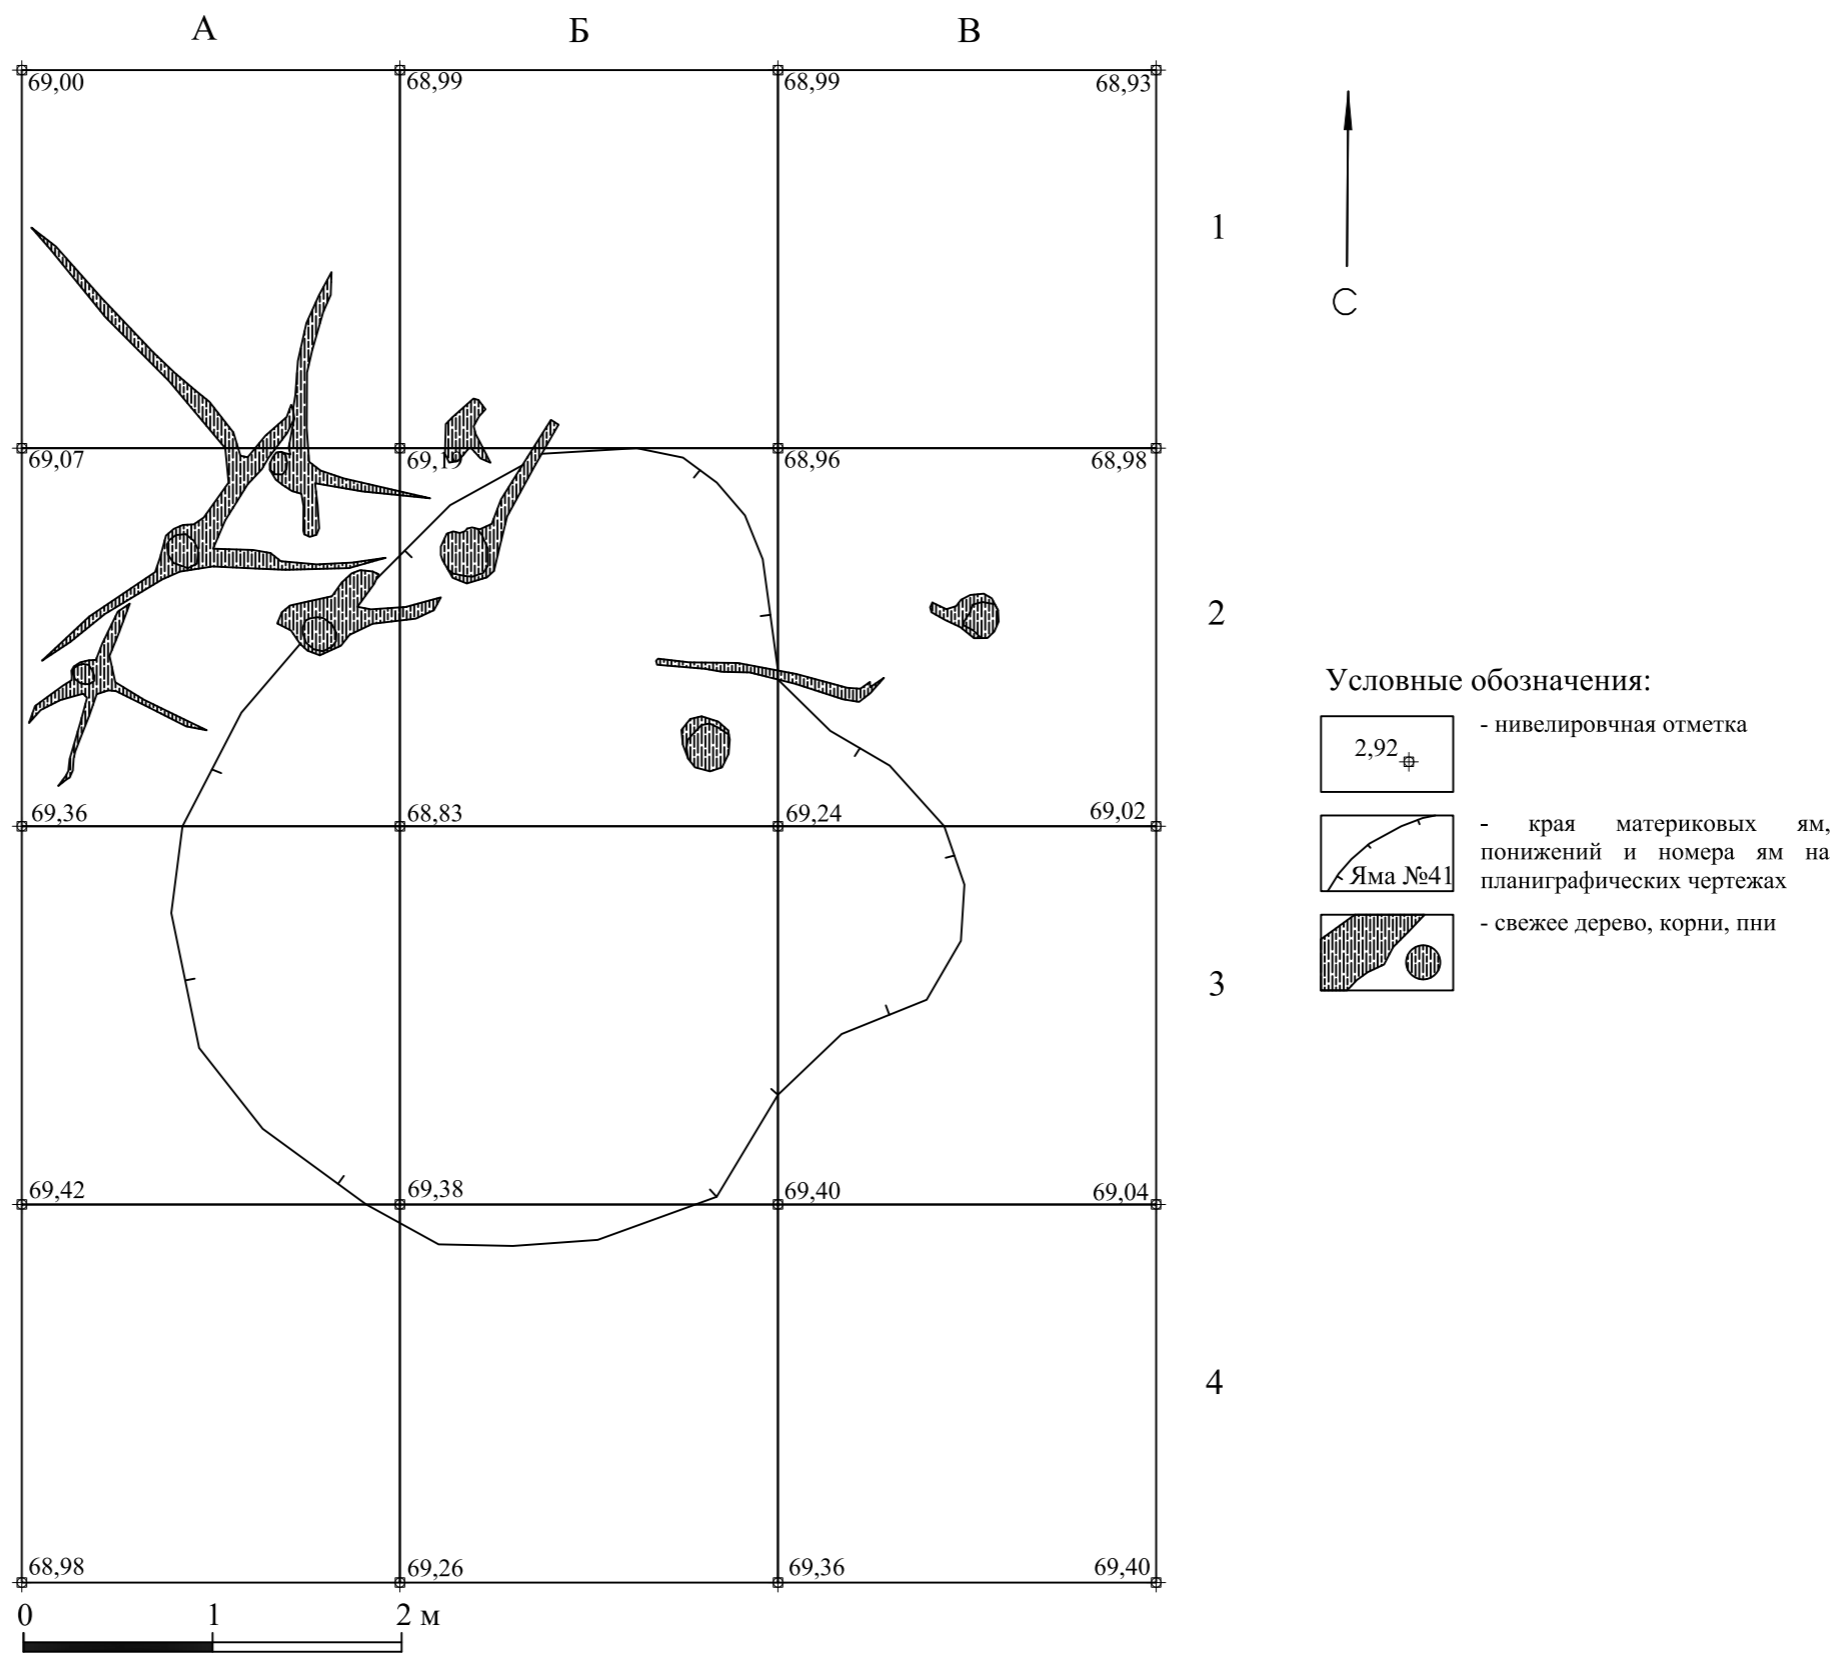 А Б В
69,00 68,99 68,99 68,93
1
С
69,07 69,19 68,96 68,98
2
69,36 68,83 69,24 69,02
3
69,42 69,38 69,40 69,04
4
68,98 69,26 69,36 69,40
0 1 2 м
Условные обозначения:
2,92
- нивелировчная отметка
Яма №41
- края материковых ям,
понижений и номера ям на
планиграфических чертежах
- свежее дерево, корни, пни